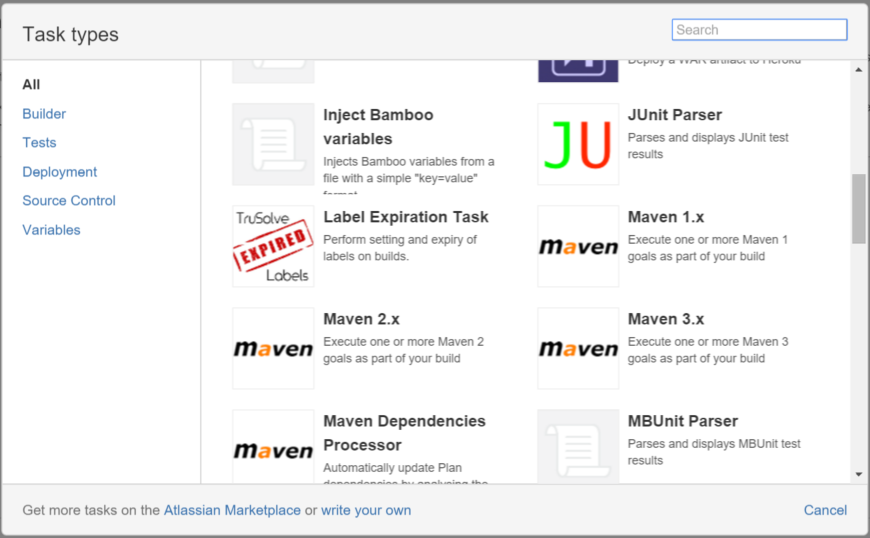 Task types
Search
All
Builder
Tests
Deployment
Source Control
Variables
Deploy a WAR artifact to Heroku
Inject Bamboo
variables
Injects Bamboo variables from a
file with a simple "key=value"
format
JU
JUnit Parser
Parses and displays JUnit test
results
TruSolve
EXPIRED
Labels
Label Expiration Task
Perform setting and expiry of
labels on builds.
maven
Maven 1.x
Execute one or more Maven 1
goals as part of your build
maven
Maven 2.x
Execute one or more Maven 2
goals as part of your build
maven
Maven 3.x
Execute one or more Maven 3
goals as part of your build
maven
Maven Dependencies
Processor
Automatically update Plan
dependencies by analysing the
MBUnit Parser
Parses and displays MBUnit test
results
Get more tasks on the Atlassian Marketplace or write your own
Cancel